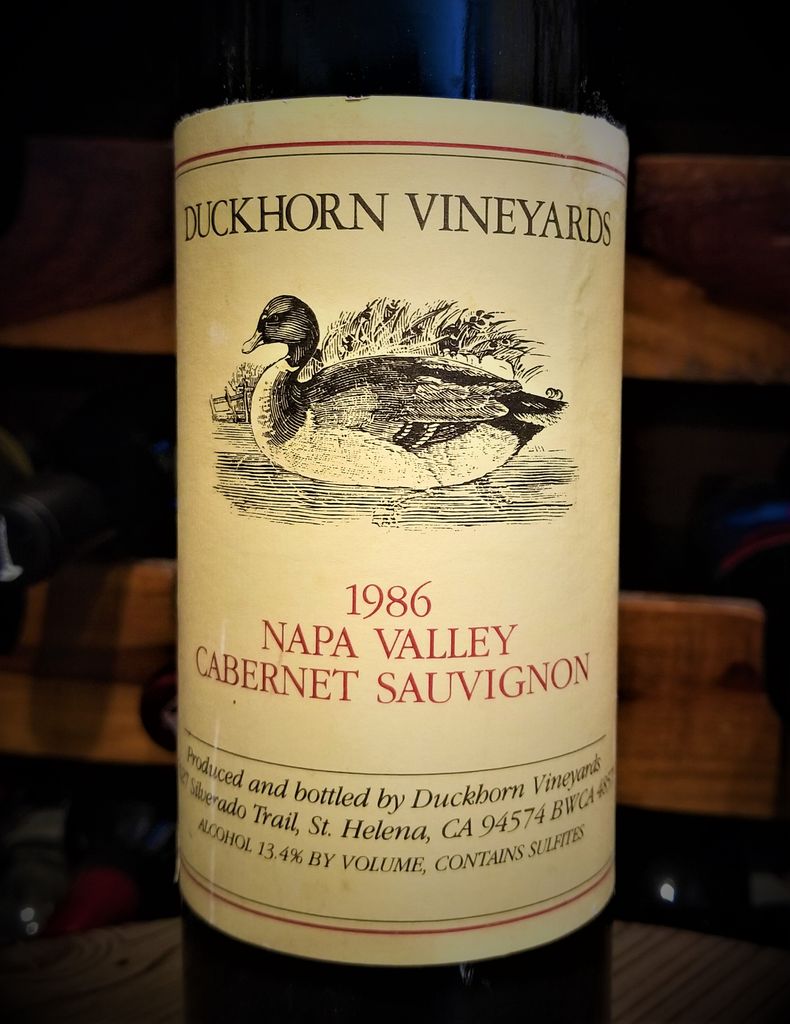 DUCKHORN VINEYARDS
1986
NAPA VALLEY
CABERNET SAUVIGNON
Produced and bottled by Duckhorn Vineyards
Silverado Trail, St. Helena, CA 94574 BWCA
ALCOHOL 13.4% BY VOLUME, CONTAINS SULFITES